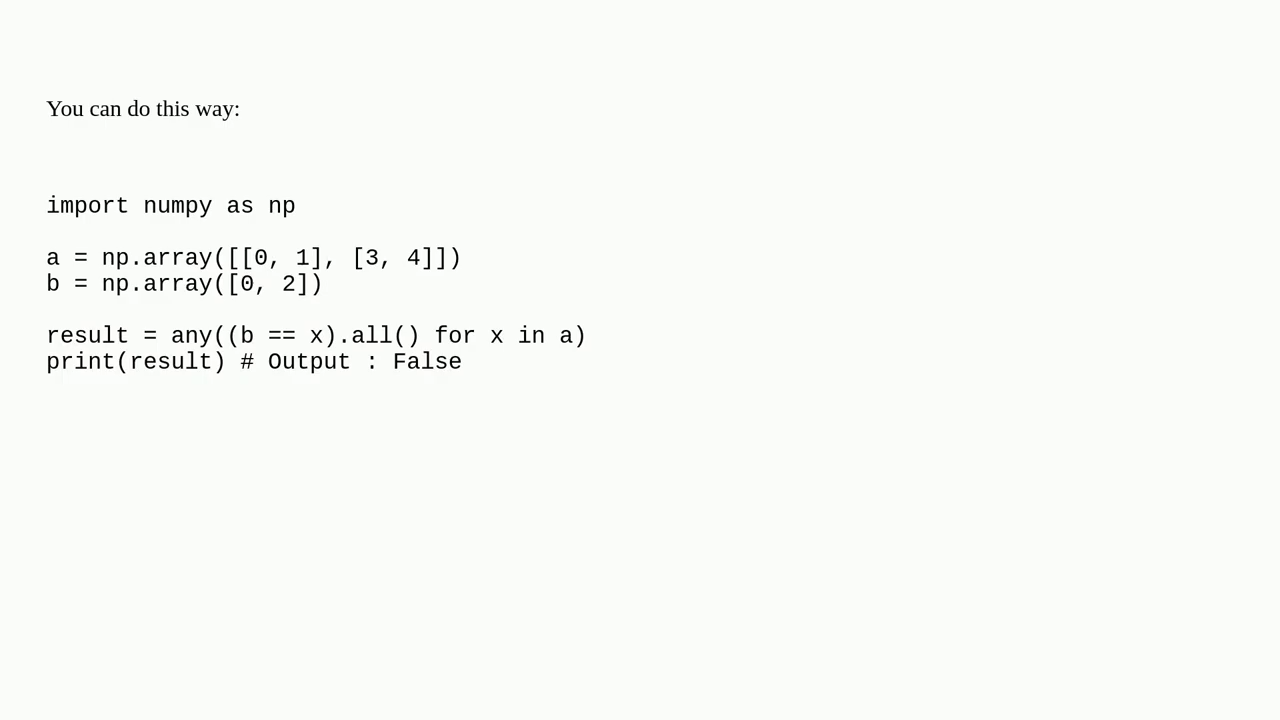 You can do this way:
import numpy as np
a = np.array([[0, 1], [3, 4]])
b = np.array([0, 2])
result = any((b == x).all() for x in a)
print(result) # Output : False